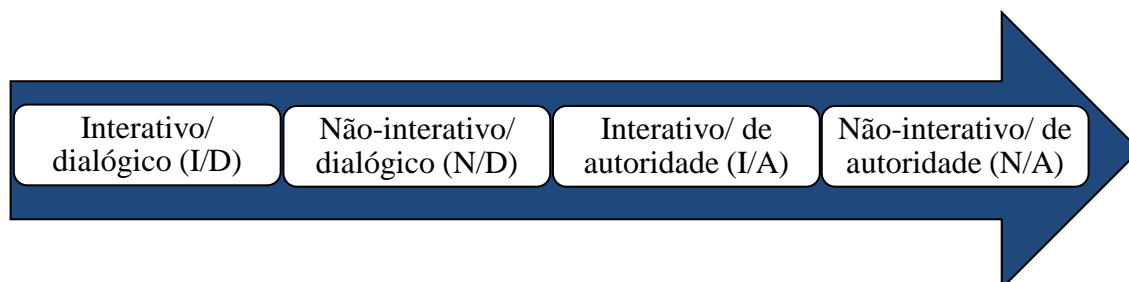 Interativo/
dialógico (I/D)
Não-interativo/
dialógico (N/D)
Interativo/ de
autoridade (I/A)
Não-interativo/ de
autoridade (N/A)